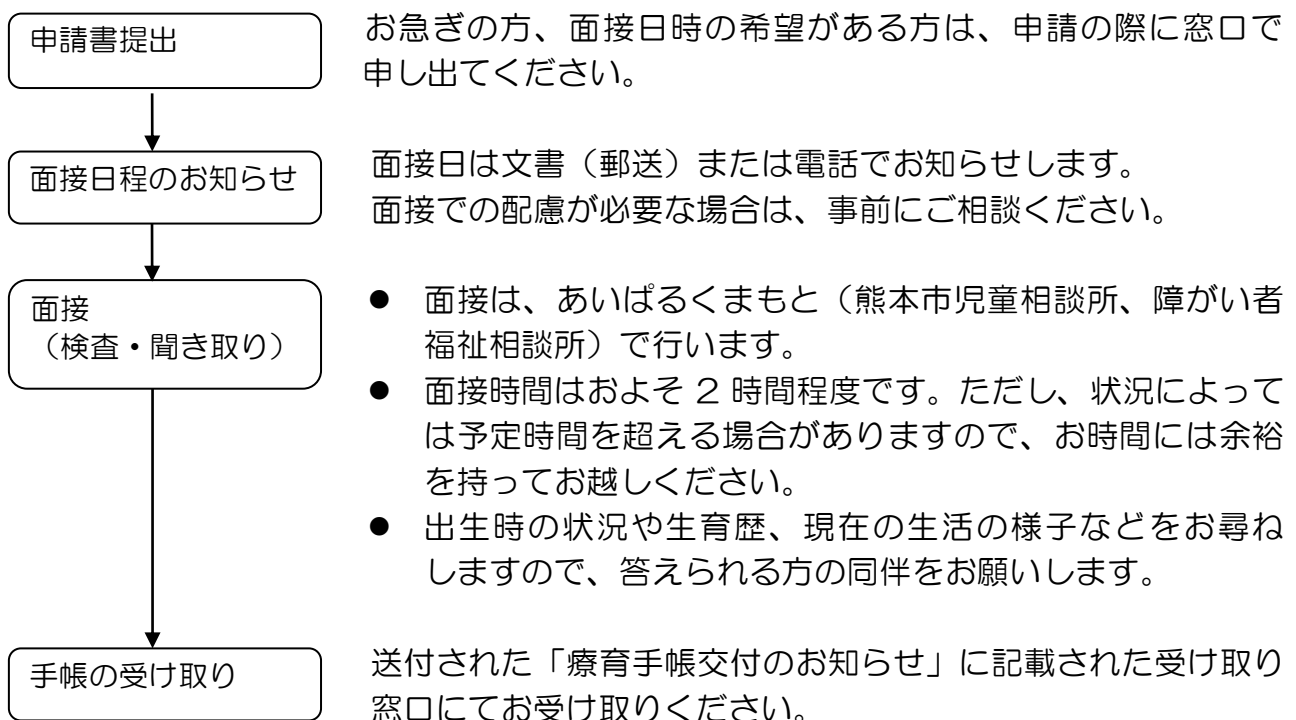 申請書提出
お急ぎの方、面接日時の希望がある方は、申請の際に窓口で
申し出てください。
面接日程のお知らせ
面接日は文書（郵送）または電話でお知らせします。
面接での配慮が必要な場合は、事前にご相談ください。
面接
（検査・聞き取り）
● 面接は、あいぱるくまもと（熊本市児童相談所、障がい者
福祉相談所）で行います。
● 面接時間はおよそ 2 時間程度です。ただし、状況によって
は予定時間を超える場合がありますので、お時間には余裕
を持ってお越しください。
● 出生時の状況や生育歴、現在の生活の様子などをお尋ね
しますので、答えられる方の同伴をお願いします。
手帳の受け取り
送付された「療育手帳交付のお知らせ」に記載された受け取り
窓口にてお受け取りください。